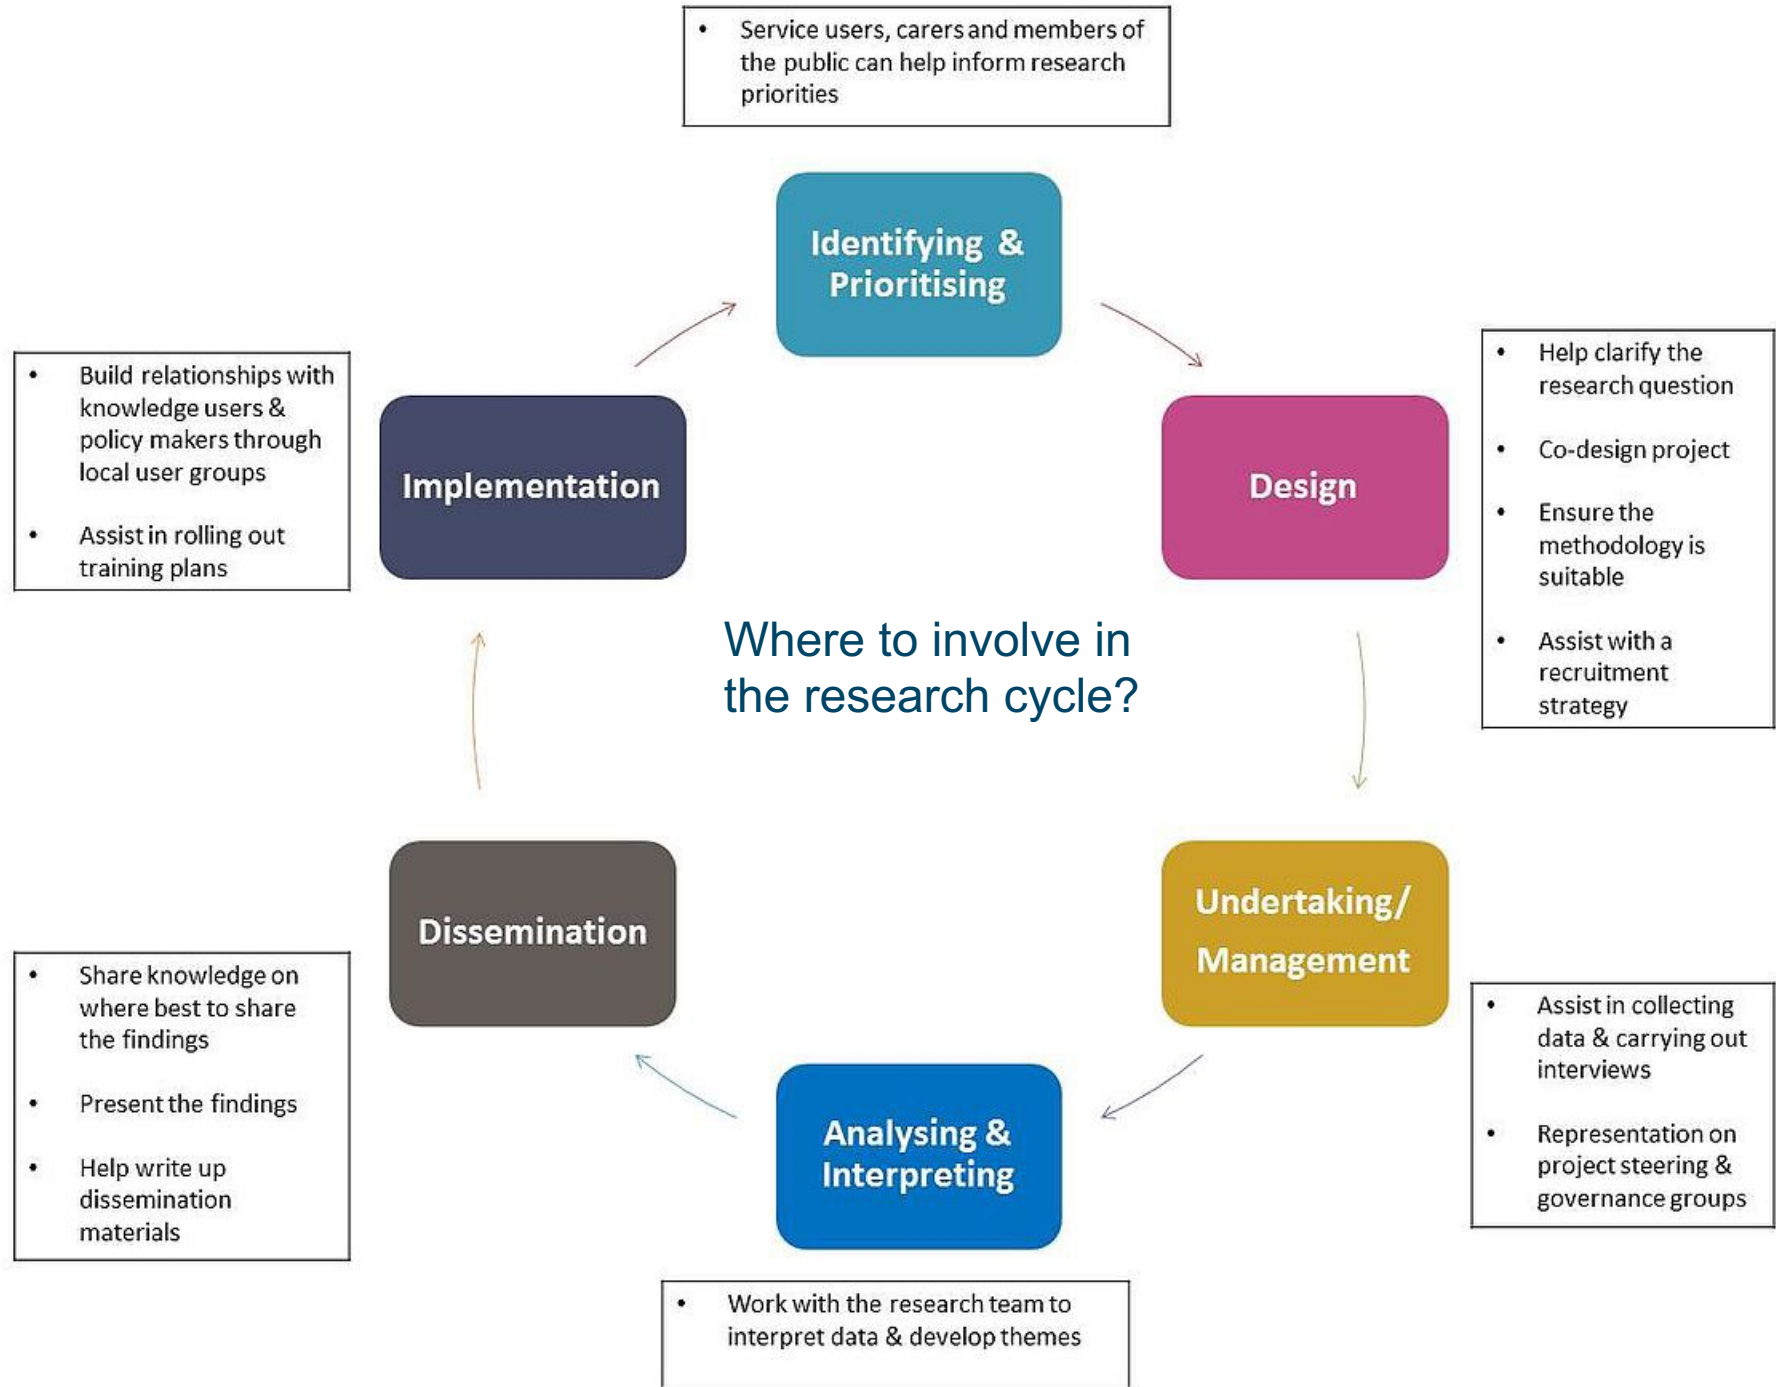 • Service users, carers and members of
the public can help inform research
priorities
Identifying &
Prioritising
• Help clarify the
research question
• Co-design project
• Ensure the
methodology is
suitable
• Assist with a
recruitment
strategy
Design
Undertaking/
Management
• Assist in collecting
data & carrying out
interviews
• Representation on
project steering &
governance groups
Analysing &
Interpreting
• Work with the research team to
interpret data & develop themes
Dissemination
• Share knowledge on
where best to share
the findings
• Present the findings
• Help write up
dissemination
materials
Implementation
• Build relationships with
knowledge users &
policy makers through
local user groups
• Assist in rolling out
training plans
Where to involve in
the research cycle?